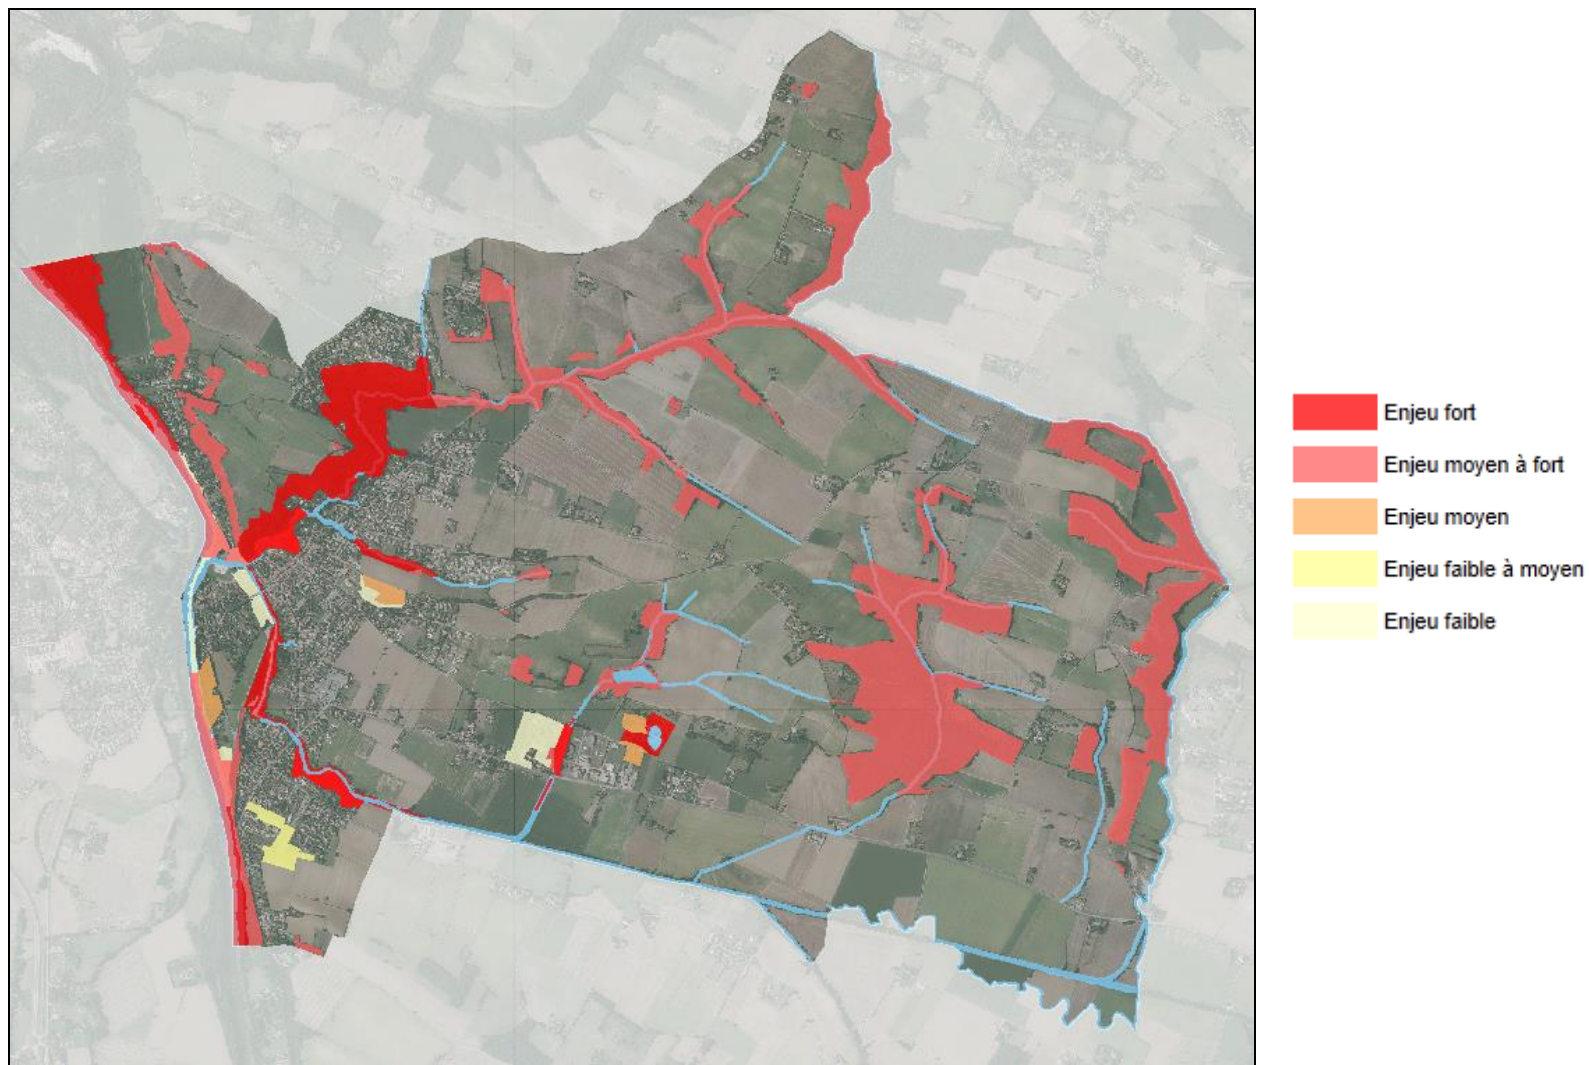 Enjeu fort
Enjeu moyen à fort
Enjeu moyen
Enjeu faible à moyen
Enjeu faible